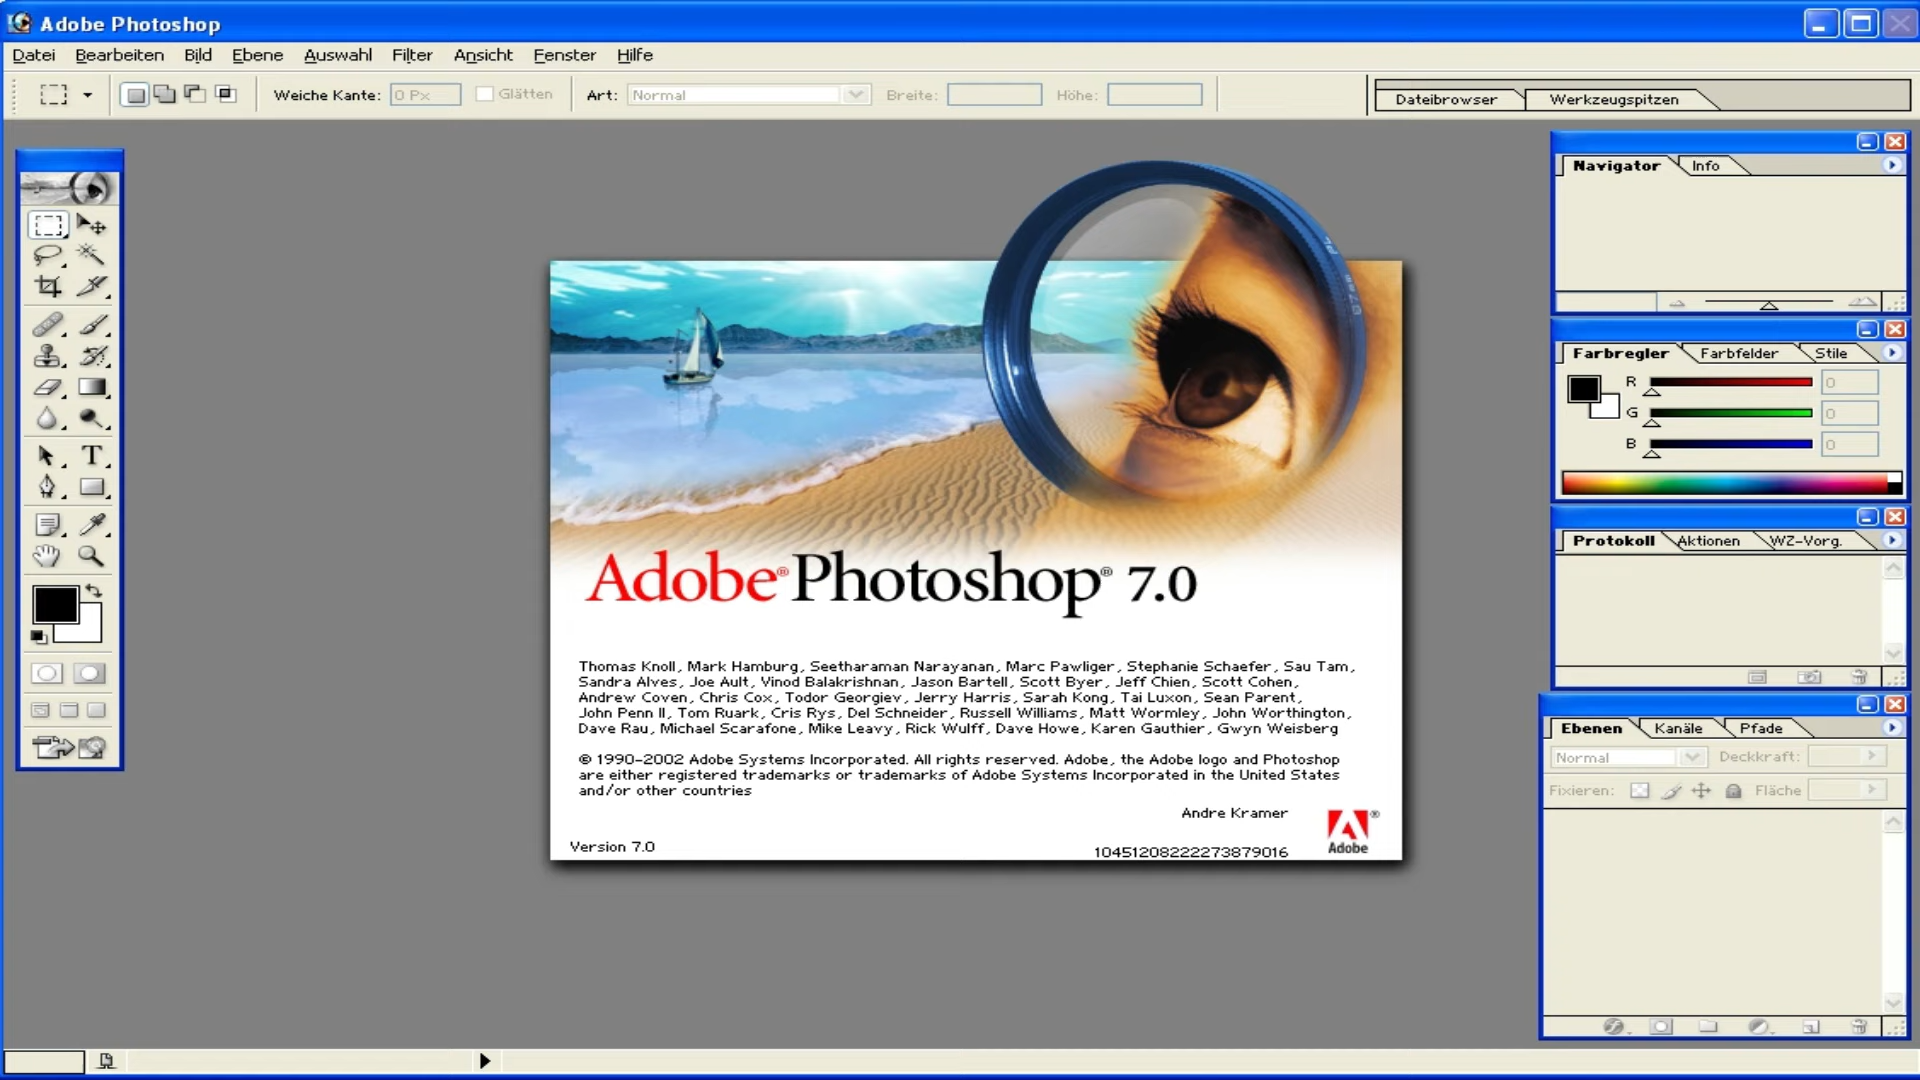 Adobe Photoshop
Datei Bearbeiten Bild Ebene Auswahl Filter Ansicht Fenster Hilfe
Weiche Kante: 0 Px Glätten Art: Normal Breite: Höhe: Dateibrowser Werkzeugspitzen
Navigator Info
Farbregler Farbfelder Stile
R 0
G 0
B 0
Protokoll Aktionen WZ-Vorg.
Ebenen Kanäle Pfade
Normal Deckkraft:
Fixieren: Fläche
T
Adobe® Photoshop® 7.0
Thomas Knoll, Mark Hamburg, Seetharaman Narayanan, Marc Pawliger, Stephanie Schaefer, Sau Tam,
Sandra Alves, Joe Ault, Vinod Balakrishnan, Jason Bartell, Scott Byer, Jeff Chien, Scott Cohen,
Andrew Coven, Chris Cox, Todor Georgiev, Jerry Harris, Sarah Kong, Tai Luxon, Sean Parent,
John Penn II, Tom Ruark, Cris Rys, Del Schneider, Russell Williams, Matt Wormley, John Worthington,
Dave Rau, Michael Scarafone, Mike Leavy, Rick Wulff, Dave Howe, Karen Gauthier, Gwyn Weisberg
© 1990-2002 Adobe Systems Incorporated. All rights reserved. Adobe, the Adobe logo and Photoshop
are either registered trademarks or trademarks of Adobe Systems Incorporated in the United States
and/or other countries
Andre Kramer
Version 7.0
10451208222273879016
Adobe